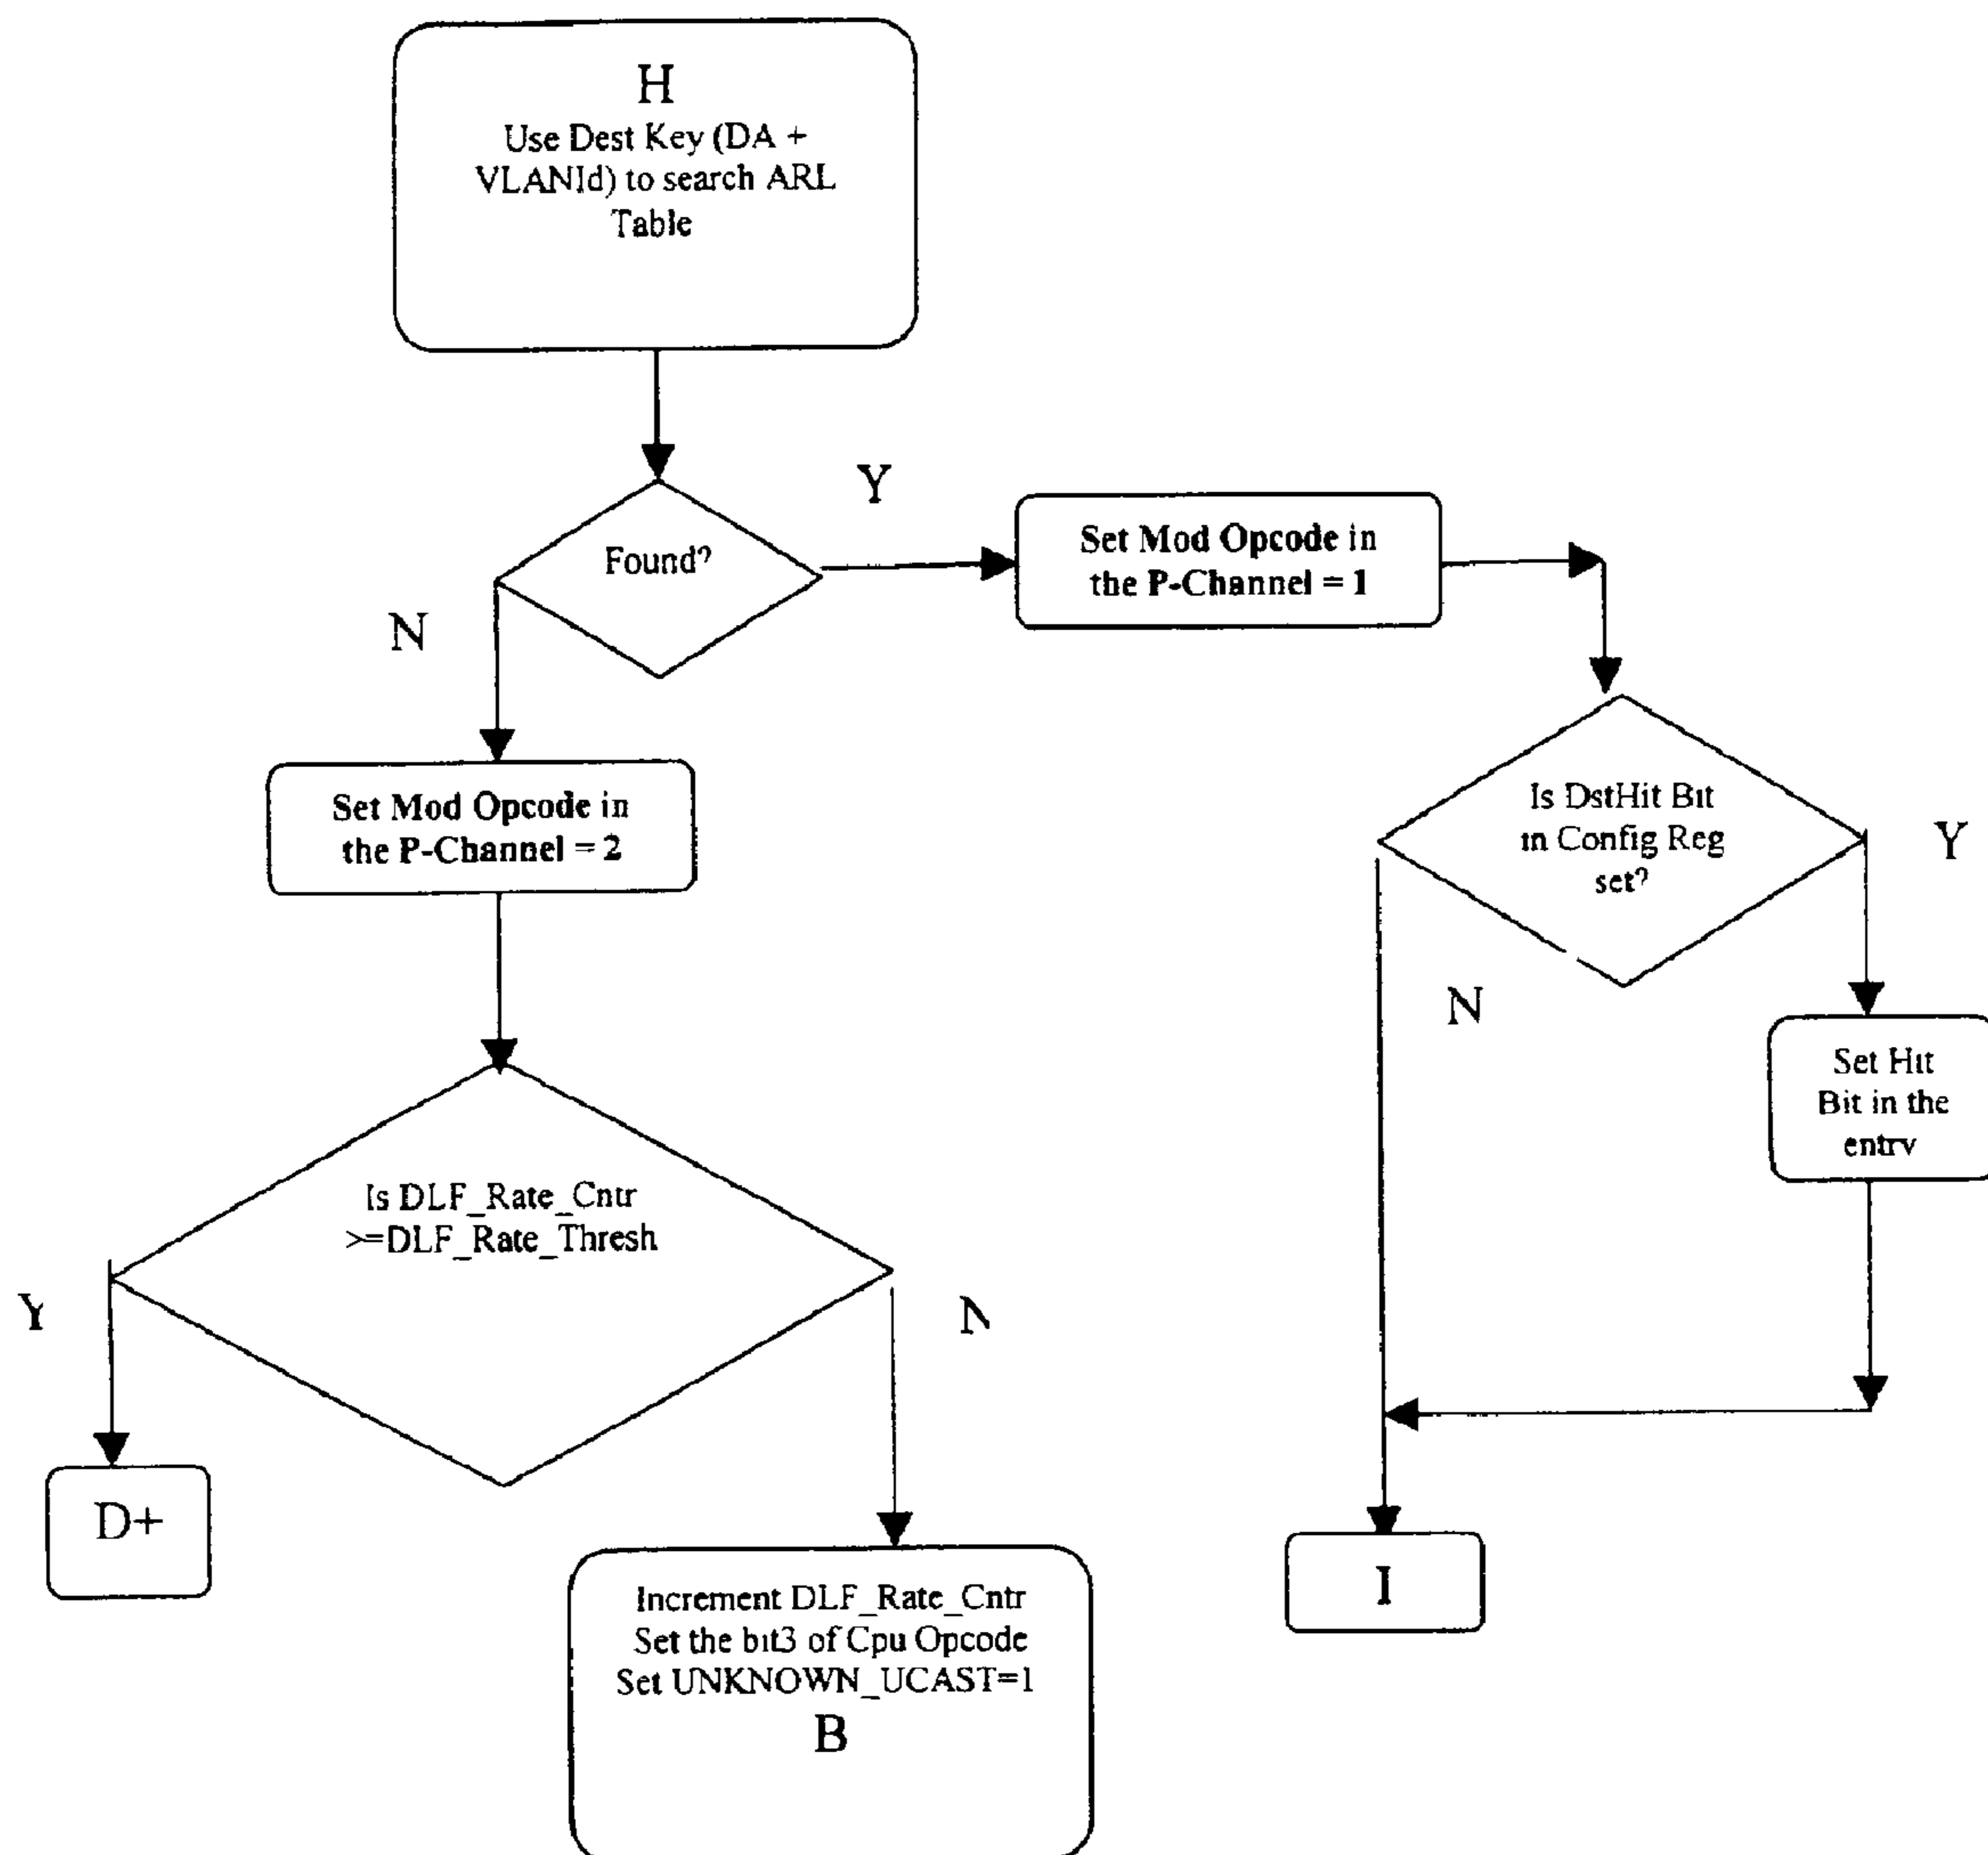 H
Use Dest Key (DA +
VLANId) to search ARL
Table
Found?
Y
N
Set Mod Opcode in
the P-Channel = 1
Set Mod Opcode in
the P-Channel = 2
Is DstHit Bit
in Config Reg
set?
Y
N
Set Hit
Bit in the
entry
Is DLF_Rate_Cntr
>=DLF_Rate_Thresh
Y
N
D+
Increment DLF_Rate_Cntr
Set the bit3 of Cpu Opcode
Set UNKNOWN_UCAST=1
B
I